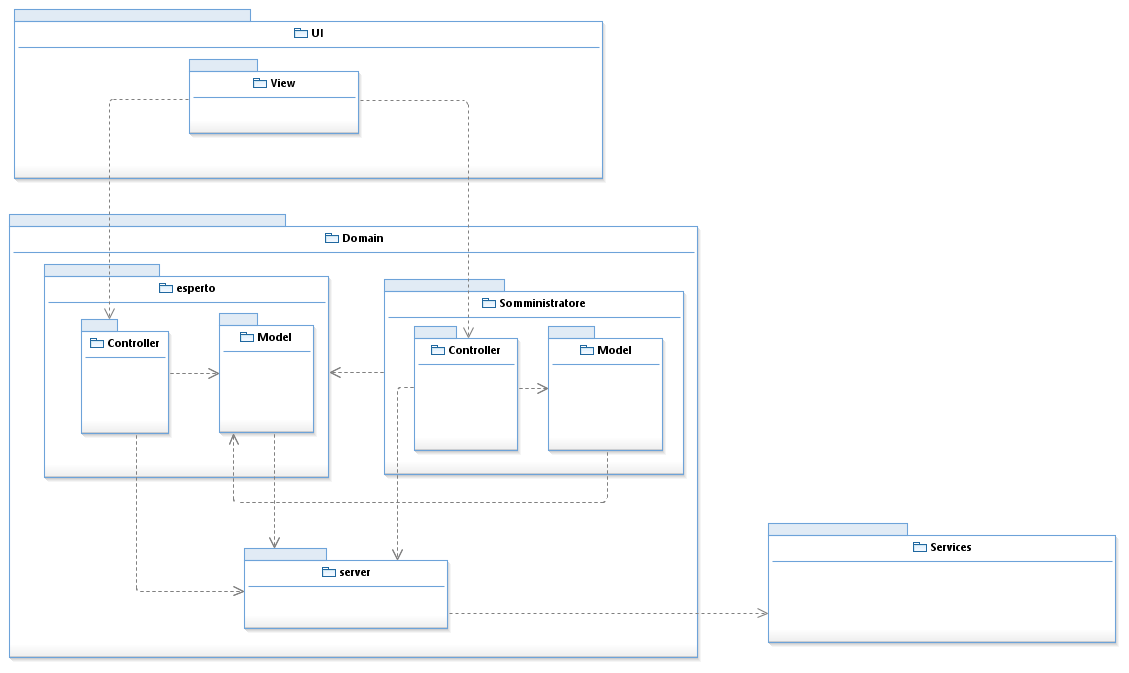 UI
View
Domain
esperto
Somministratore
Controller
Model
Controller
Model
server
Services